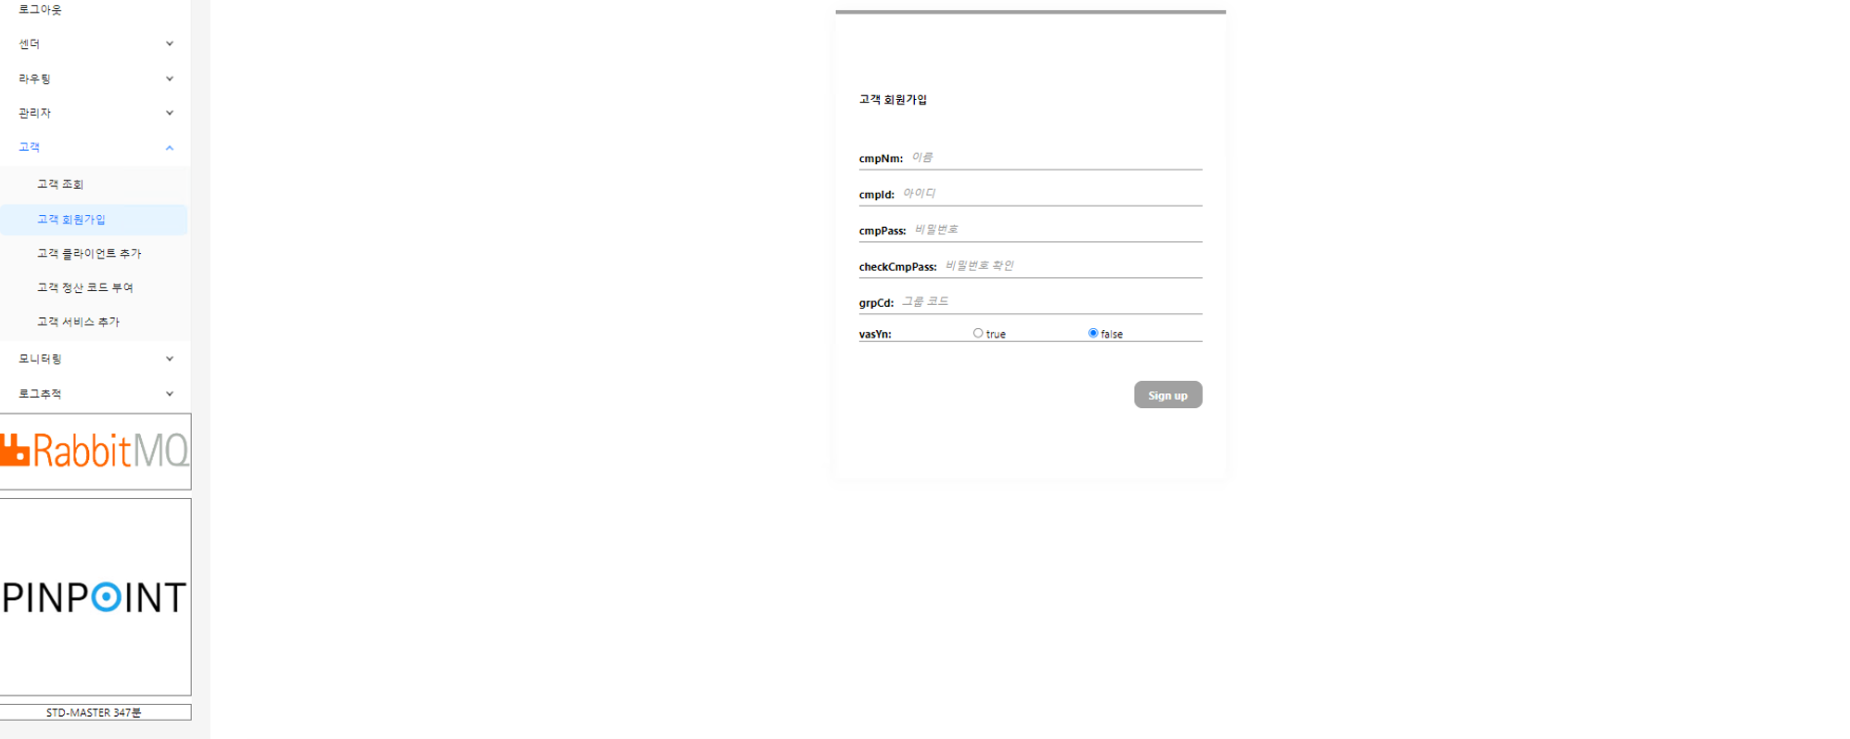 로그아웃
센더
라우팅
관리자
고객
고객 조회
고객 회원가입
고객 클라이언트 추가
고객 정산 코드 부여
고객 서비스 추가
모니터링
로그추적
RabbitMQ
PINPOINT
STD-MASTER 347분
고객 회원가입
cmpNm: 이름
cmpId: 아이디
cmpPass: 비밀번호
checkCmpPass: 비밀번호 확인
grpCd: 그룹 코드
vasYn: true false
Sign up